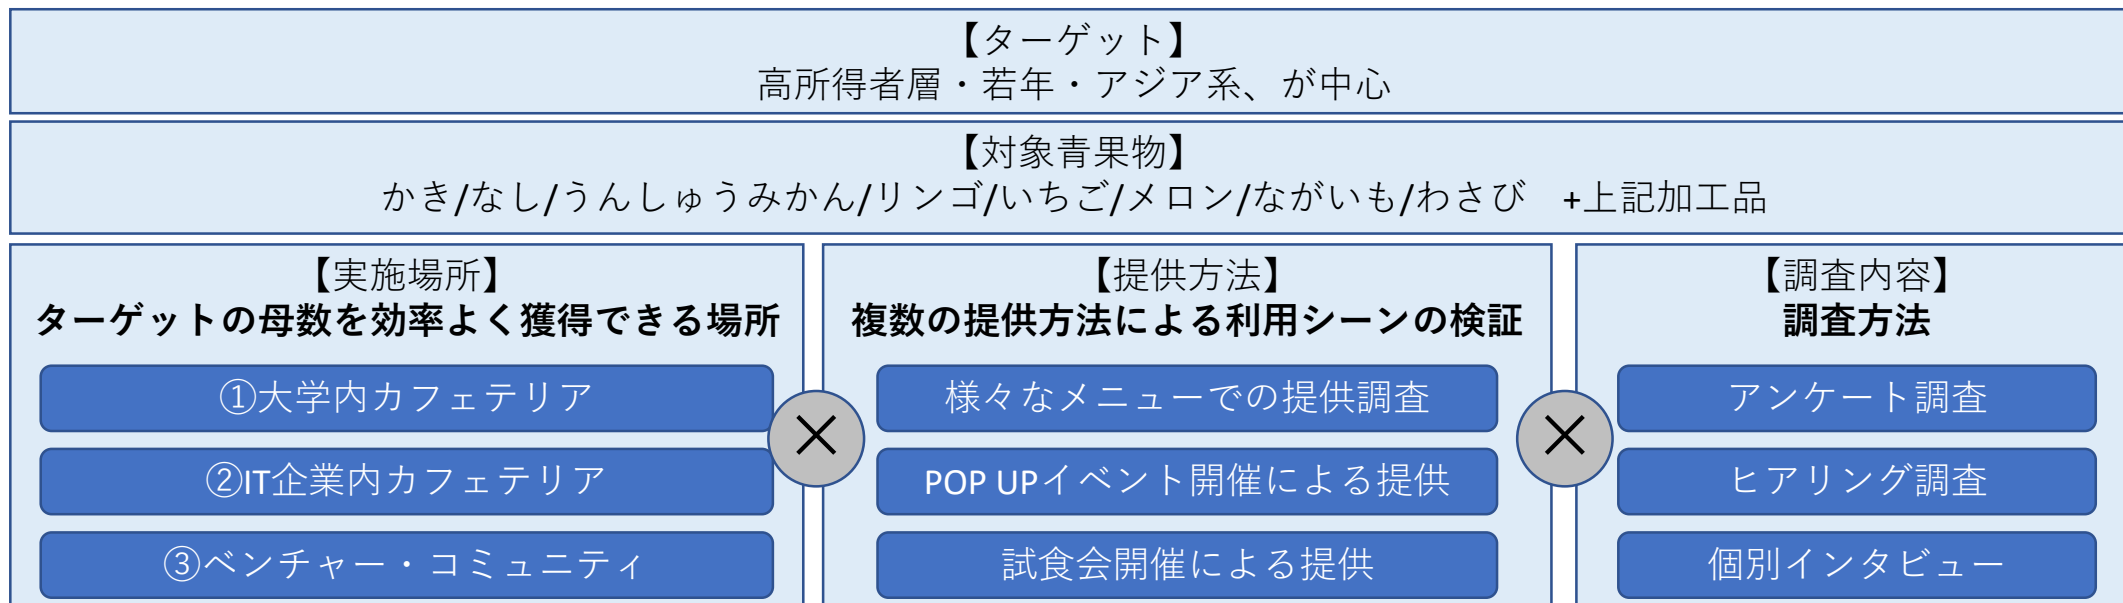 【ターゲット】
高所得者層・若年・アジア系、が中心
【対象青果物】
かき/なし/うんしゅうみかん/リンゴ/いちご/メロン/ながいも/わさび　+上記加工品
【実施場所】
ターゲットの母数を効率よく獲得できる場所
①大学内カフェテリア
②IT企業内カフェテリア
③ベンチャー・コミュニティ
×
【提供方法】
複数の提供方法による利用シーンの検証
様々なメニューでの提供調査
POP UPイベント開催による提供
試食会開催による提供
×
【調査内容】
調査方法
アンケート調査
ヒアリング調査
個別インタビュー